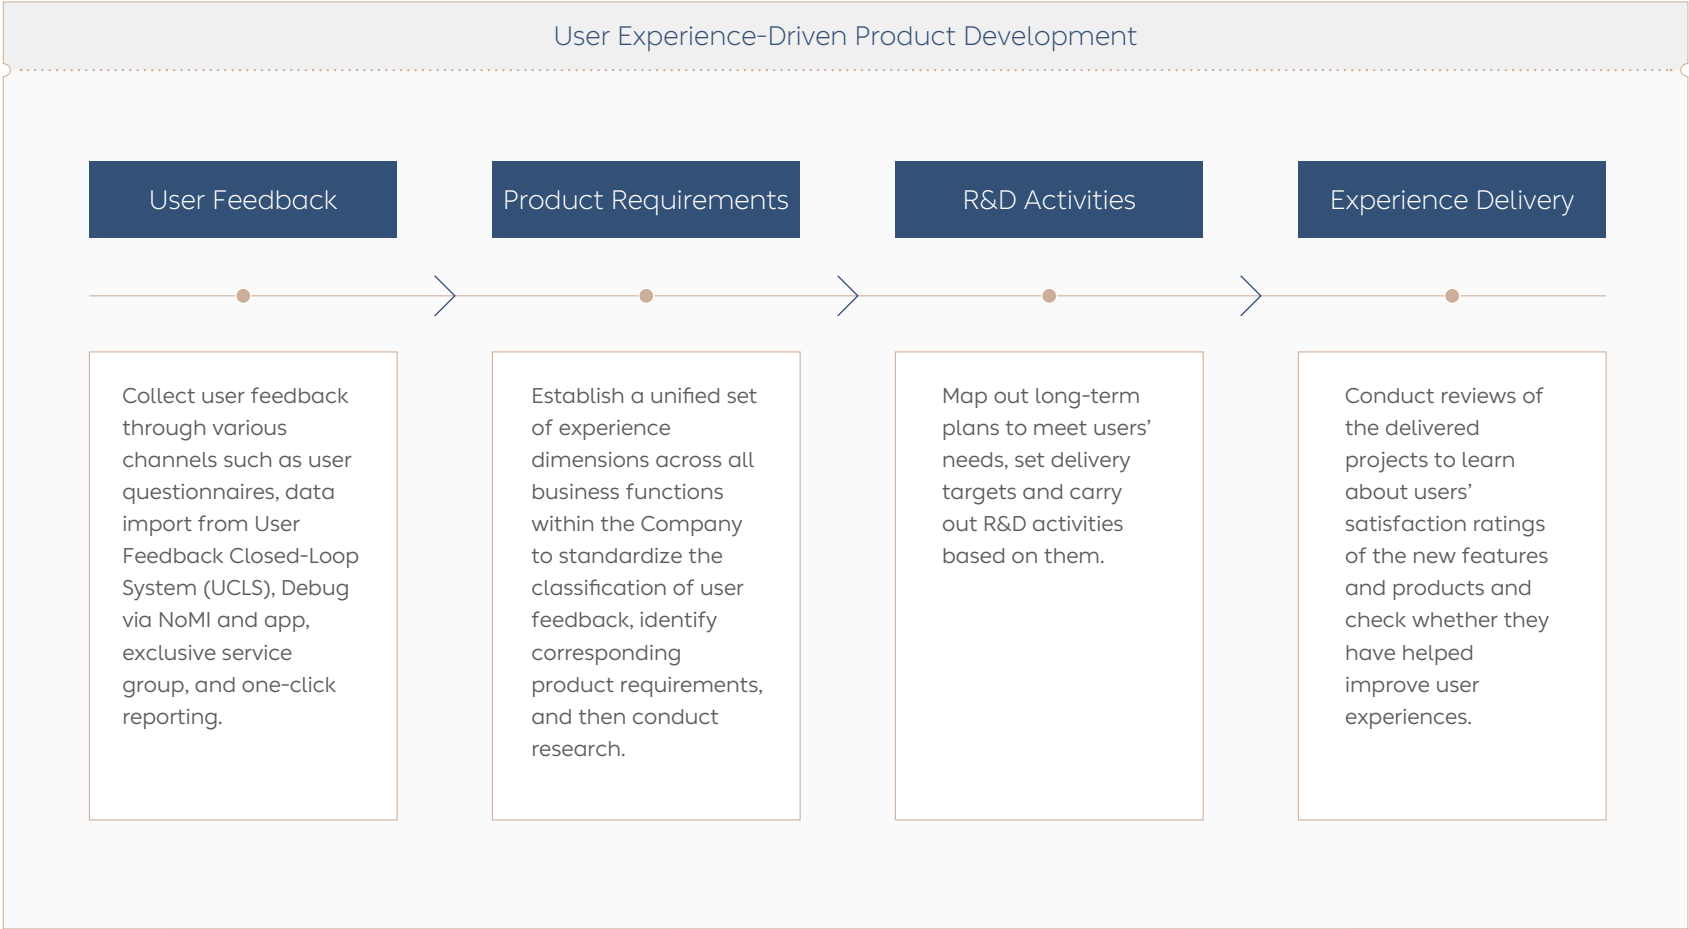 User Experience-Driven Product Development
User Feedback
Collect user feedback
through various
channels such as user
questionnaires, data
import from User
Feedback Closed-Loop
System (UCLS), Debug
via NoMI and app,
exclusive service
group, and one-click
reporting.
Product Requirements
Establish a unified set
of experience
dimensions across all
business functions
within the Company
to standardize the
classification of user
feedback, identify
corresponding
product requirements,
and then conduct
research.
R&D Activities
Map out long-term
plans to meet users’
needs, set delivery
targets and carry
out R&D activities
based on them.
Experience Delivery
Conduct reviews of
the delivered
projects to learn
about users’
satisfaction ratings
of the new features
and products and
check whether they
have helped
improve user
experiences.